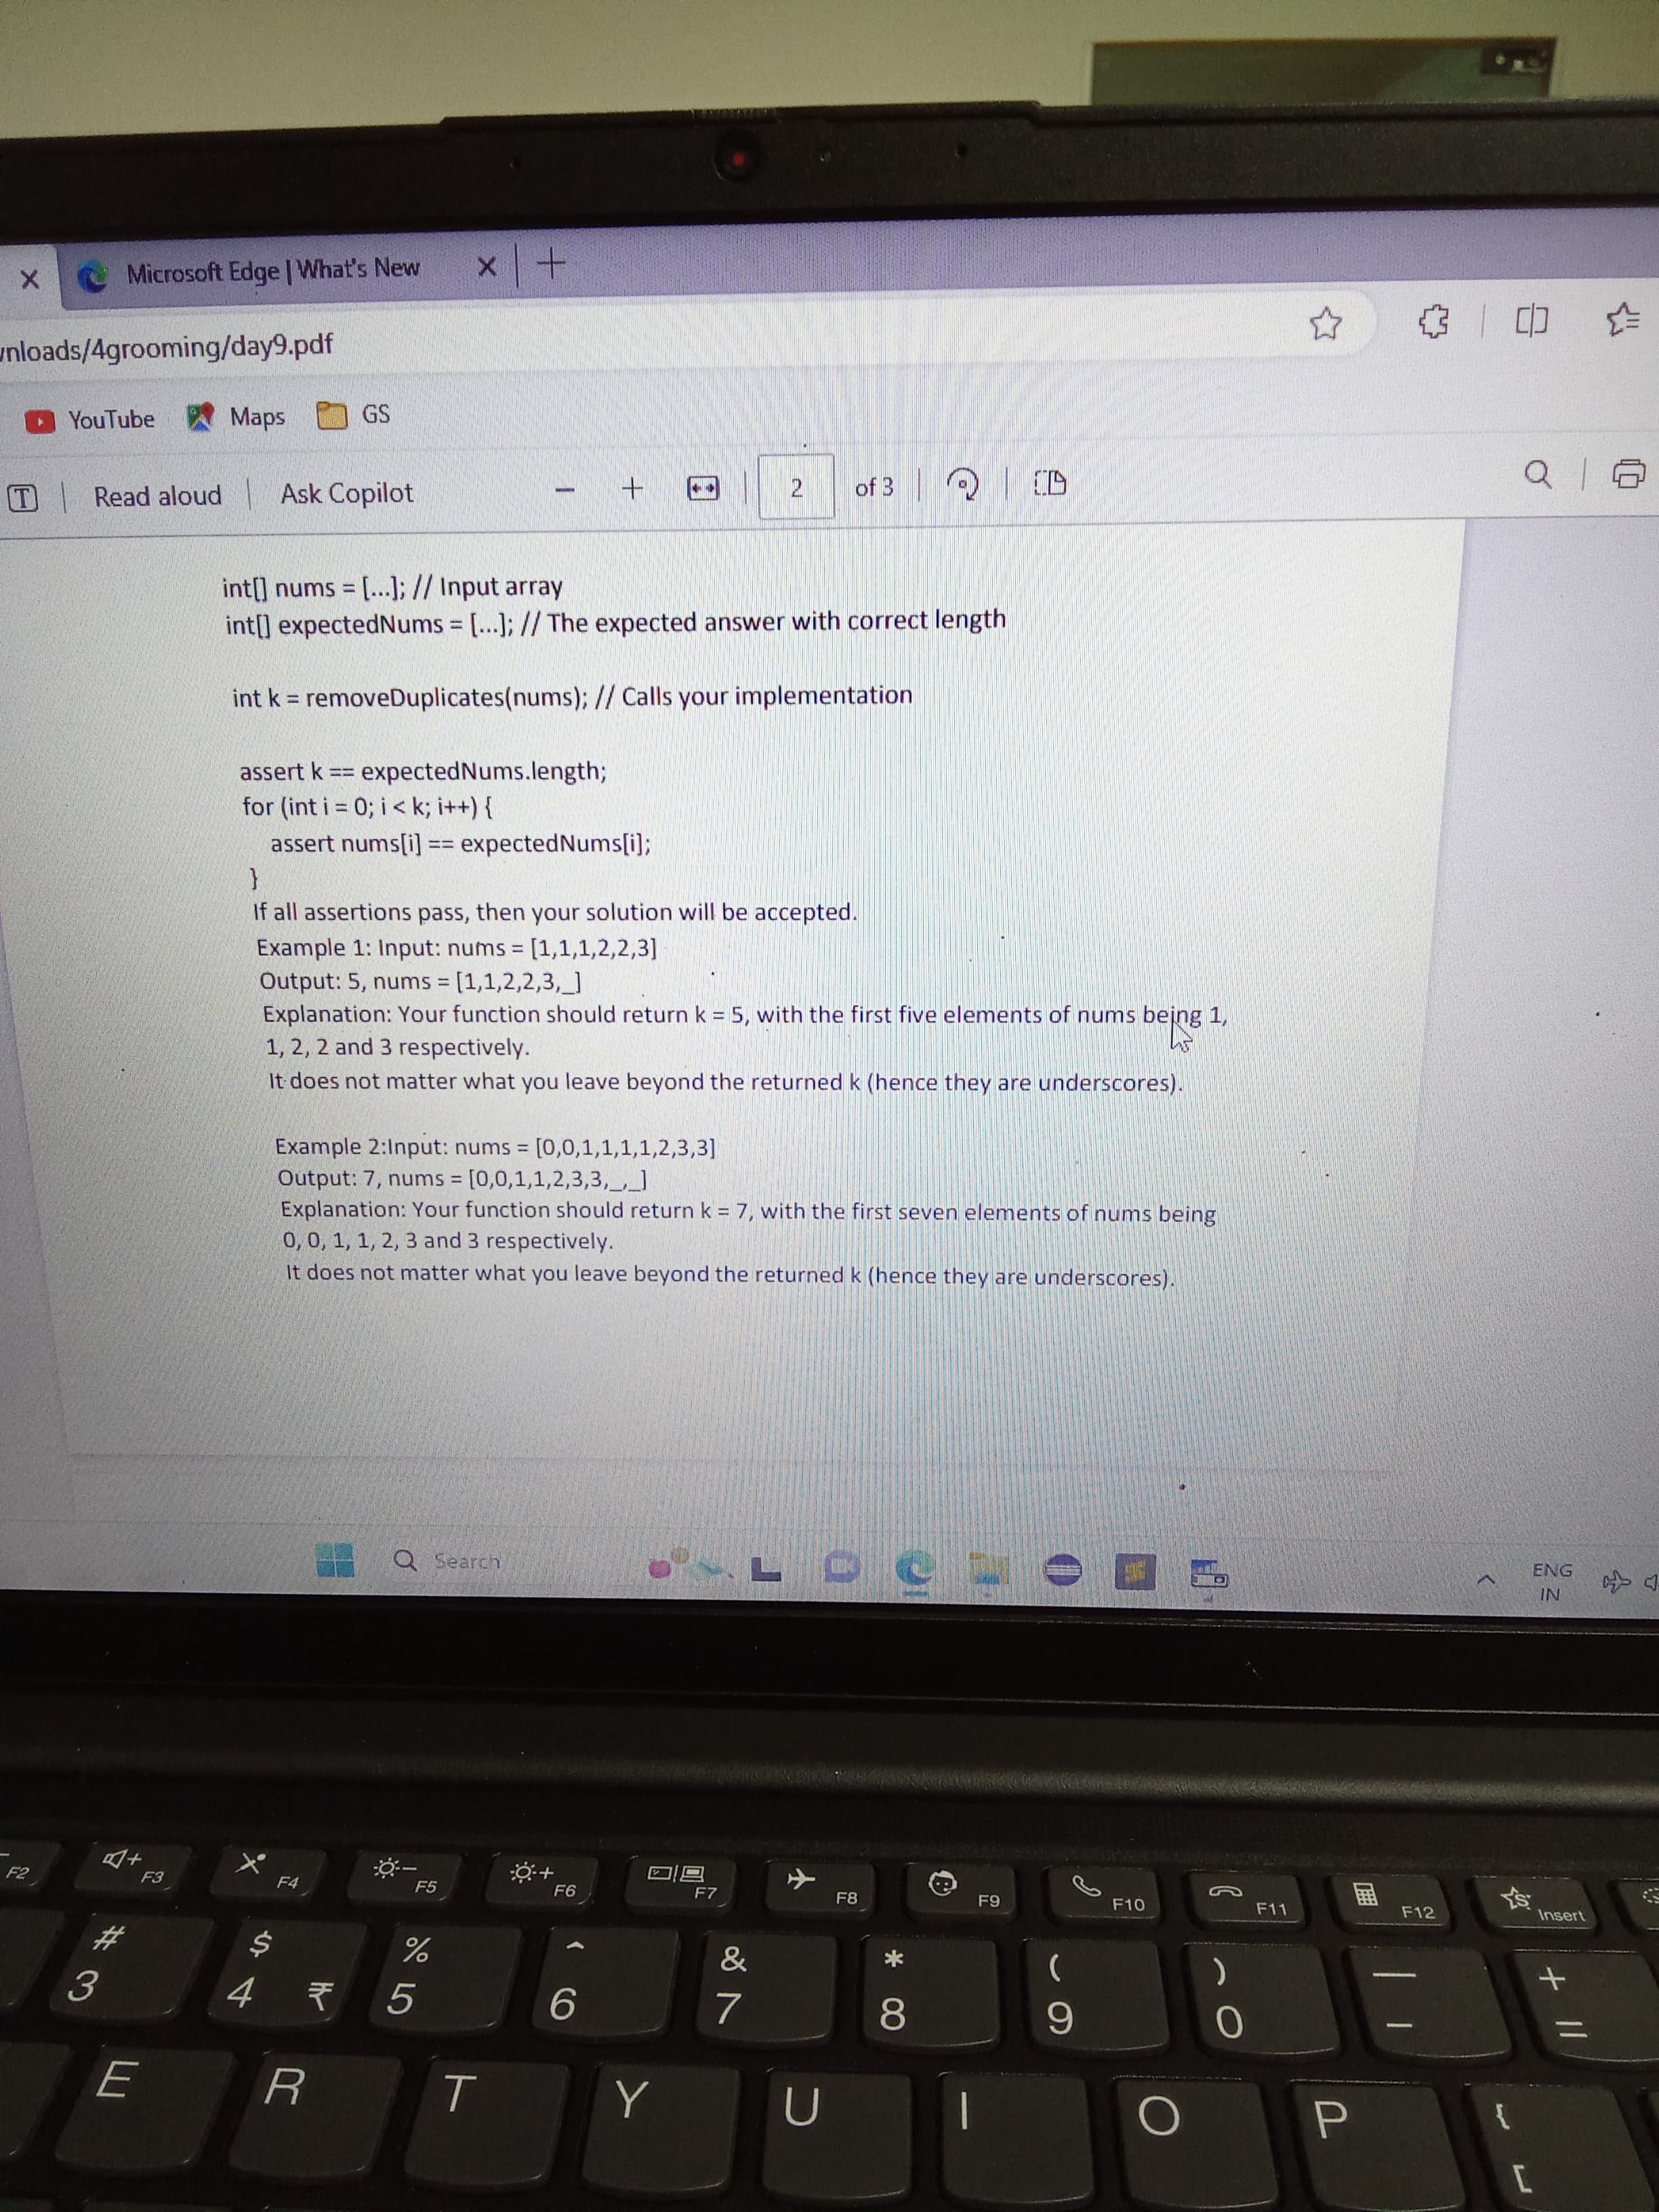 Microsoft Edge | What's New
nloads/4grooming/day9.pdf
YouTube Maps GS
T Read aloud Ask Copilot − + 2 of 3
int[] nums = [...]; // Input array
int[] expectedNums = [...]; // The expected answer with correct length
int k = removeDuplicates(nums); // Calls your implementation
assert k == expectedNums.length;
for (int i = 0; i < k; i++) {
assert nums[i] == expectedNums[i];
}
If all assertions pass, then your solution will be accepted.
Example 1: Input: nums = [1,1,1,2,2,3]
Output: 5, nums = [1,1,2,2,3,_]
Explanation: Your function should return k = 5, with the first five elements of nums being 1,
1, 2, 2 and 3 respectively.
It does not matter what you leave beyond the returned k (hence they are underscores).
Example 2:Input: nums = [0,0,1,1,1,1,2,3,3]
Output: 7, nums = [0,0,1,1,2,3,3,_,_]
Explanation: Your function should return k = 7, with the first seven elements of nums being
0, 0, 1, 1, 2, 3 and 3 respectively.
It does not matter what you leave beyond the returned k (hence they are underscores).
Search
ENG
IN
F2 F3 F4 F5 F6 F7 F8 F9 F10 F11 F12 Insert
# $ % ^ & * ( ) — +
3 4 ₹ 5 6 7 8 9 0 - =
E R T Y U I O P {
[